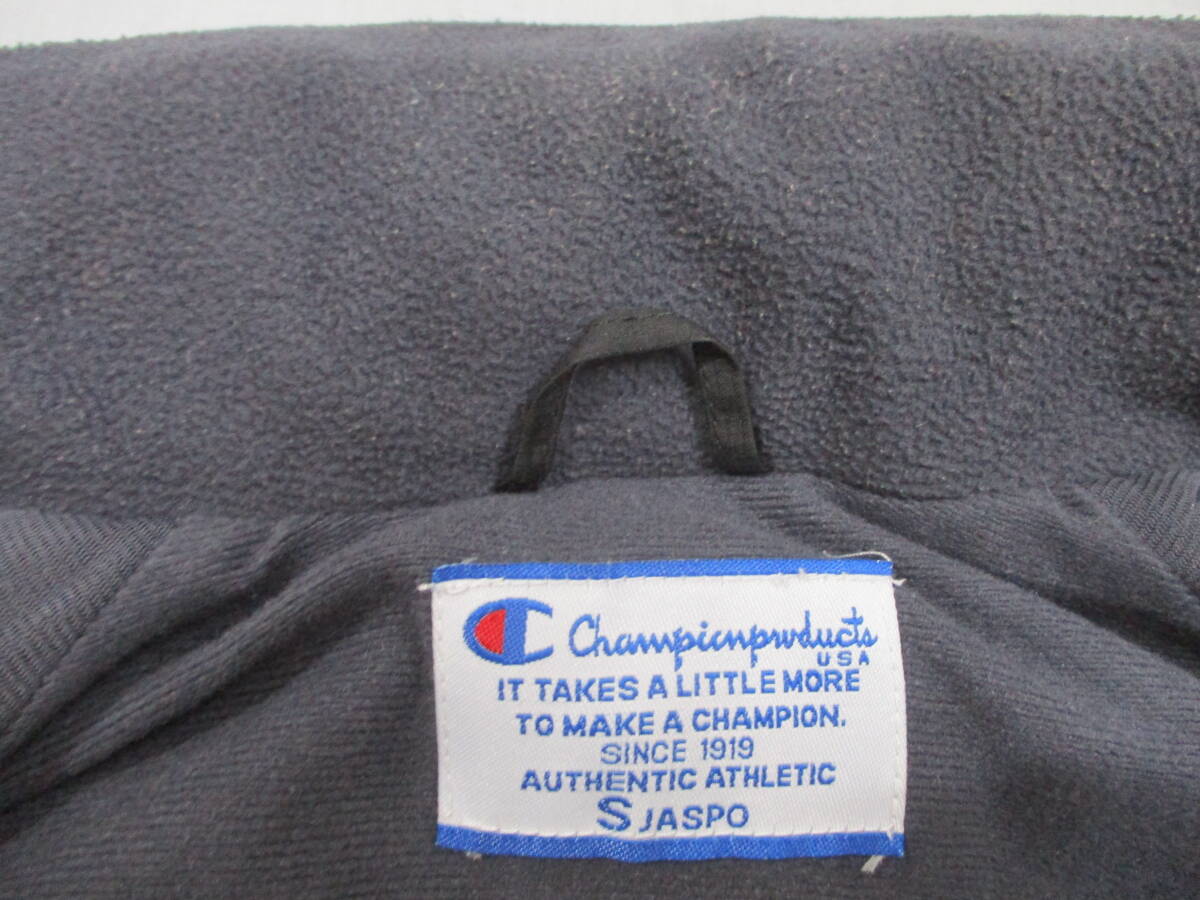 Championproducts
USA
IT TAKES A LITTLE MORE
TO MAKE A CHAMPION.
SINCE 1919
AUTHENTIC ATHLETIC
S JASPO